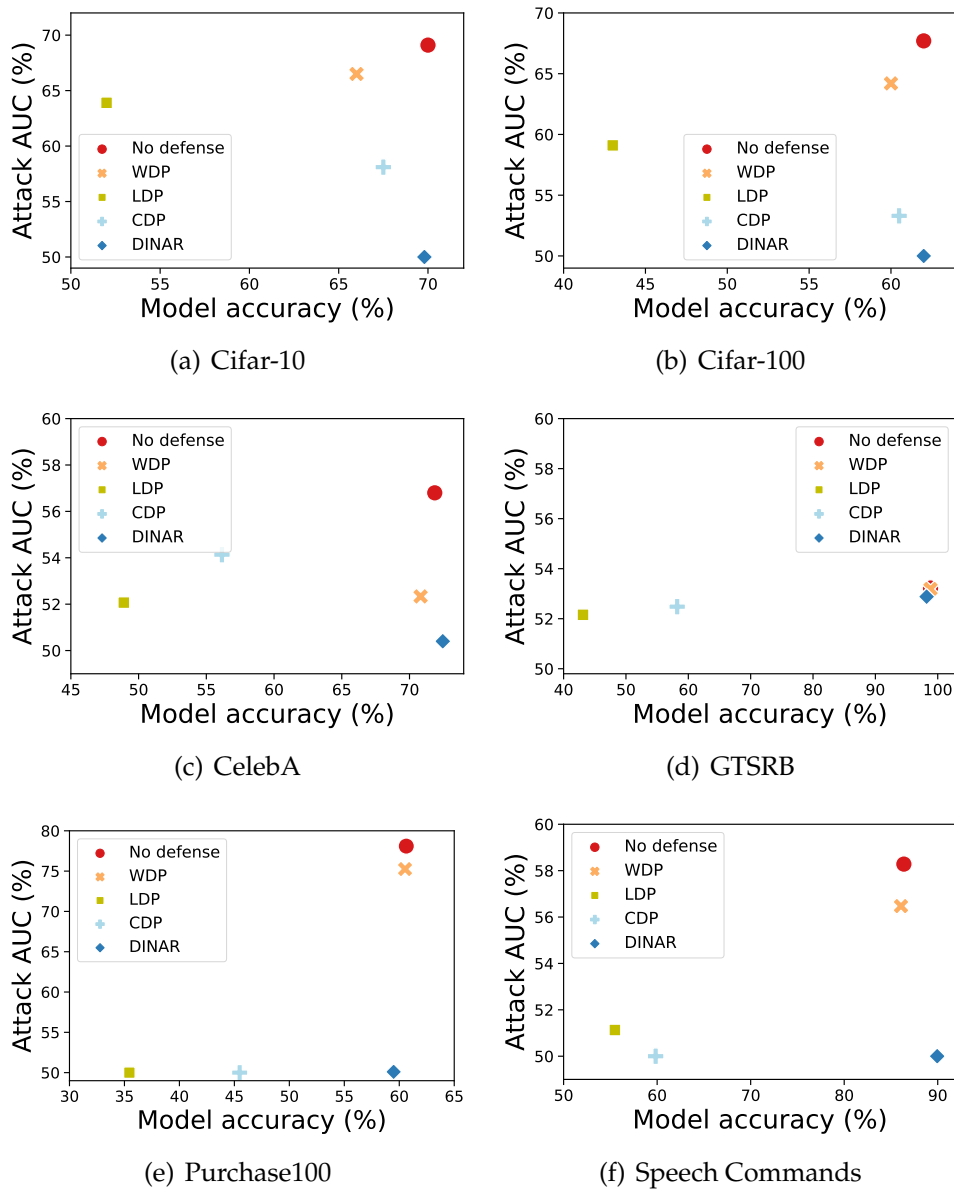 70
65
60
55
50
Attack AUC (%)
No defense
WDP
LDP
CDP
DINAR
50 55 60 65 70
Model accuracy (%)
(a) Cifar-10
70
65
60
55
50
Attack AUC (%)
No defense
WDP
LDP
CDP
DINAR
40 45 50 55 60
Model accuracy (%)
(b) Cifar-100
60
58
56
54
52
50
Attack AUC (%)
No defense
WDP
LDP
CDP
DINAR
45 50 55 60 65 70
Model accuracy (%)
(c) CelebA
60
58
56
54
52
50
Attack AUC (%)
No defense
WDP
LDP
CDP
DINAR
40 50 60 70 80 90 100
Model accuracy (%)
(d) GTSRB
80
75
70
65
60
55
50
Attack AUC (%)
No defense
WDP
LDP
CDP
DINAR
30 35 40 45 50 55 60 65
Model accuracy (%)
(e) Purchase100
60
58
56
54
52
50
Attack AUC (%)
No defense
WDP
LDP
CDP
DINAR
50 60 70 80 90
Model accuracy (%)
(f) Speech Commands